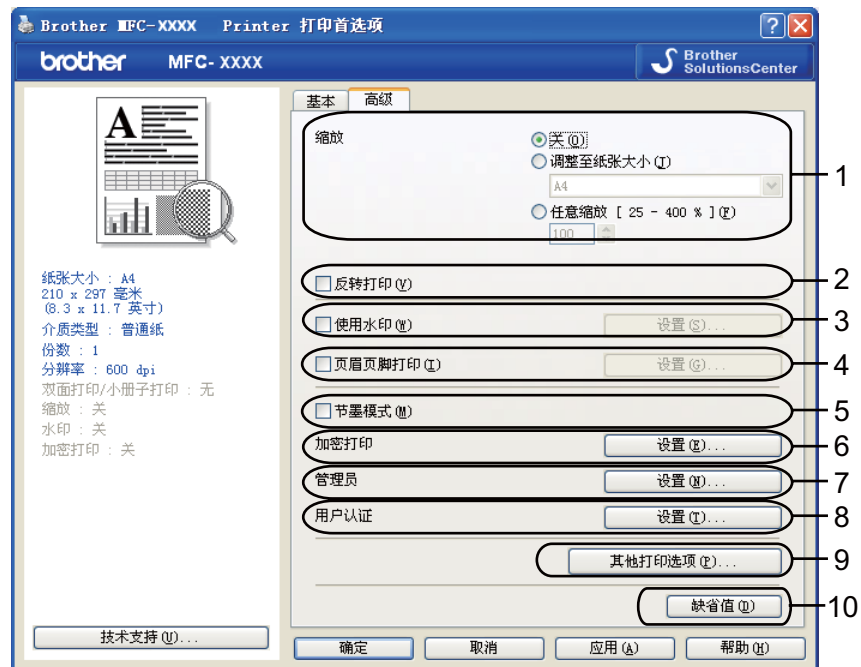 Brother MFC-XXXX Printer 打印首选项
brother MFC- XXXX
Brother
SolutionsCenter
A
纸张大小 : A4
210 x 297 毫米
(8.3 x 11.7 英寸)
介质类型 : 普通纸
份数 : 1
分辨率 : 600 dpi
双面打印/小册子打印 : 无
缩放 : 关
水印 : 关
加密打印 : 关
技术支持(U)...
基本 高级
缩放
关(O)
调整至纸张大小(T)
A4
任意缩放 [ 25 - 400 % ](F)
100
1
反转打印(V)
2
使用水印(W) 设置(S)...
3
页眉页脚打印(I) 设置(G)...
4
节墨模式(M)
5
加密打印 设置(E)...
6
管理员 设置(N)...
7
用户认证 设置(T)...
8
其他打印选项(P)...
9
缺省值(D)
10
确定 取消 应用(A) 帮助(H)